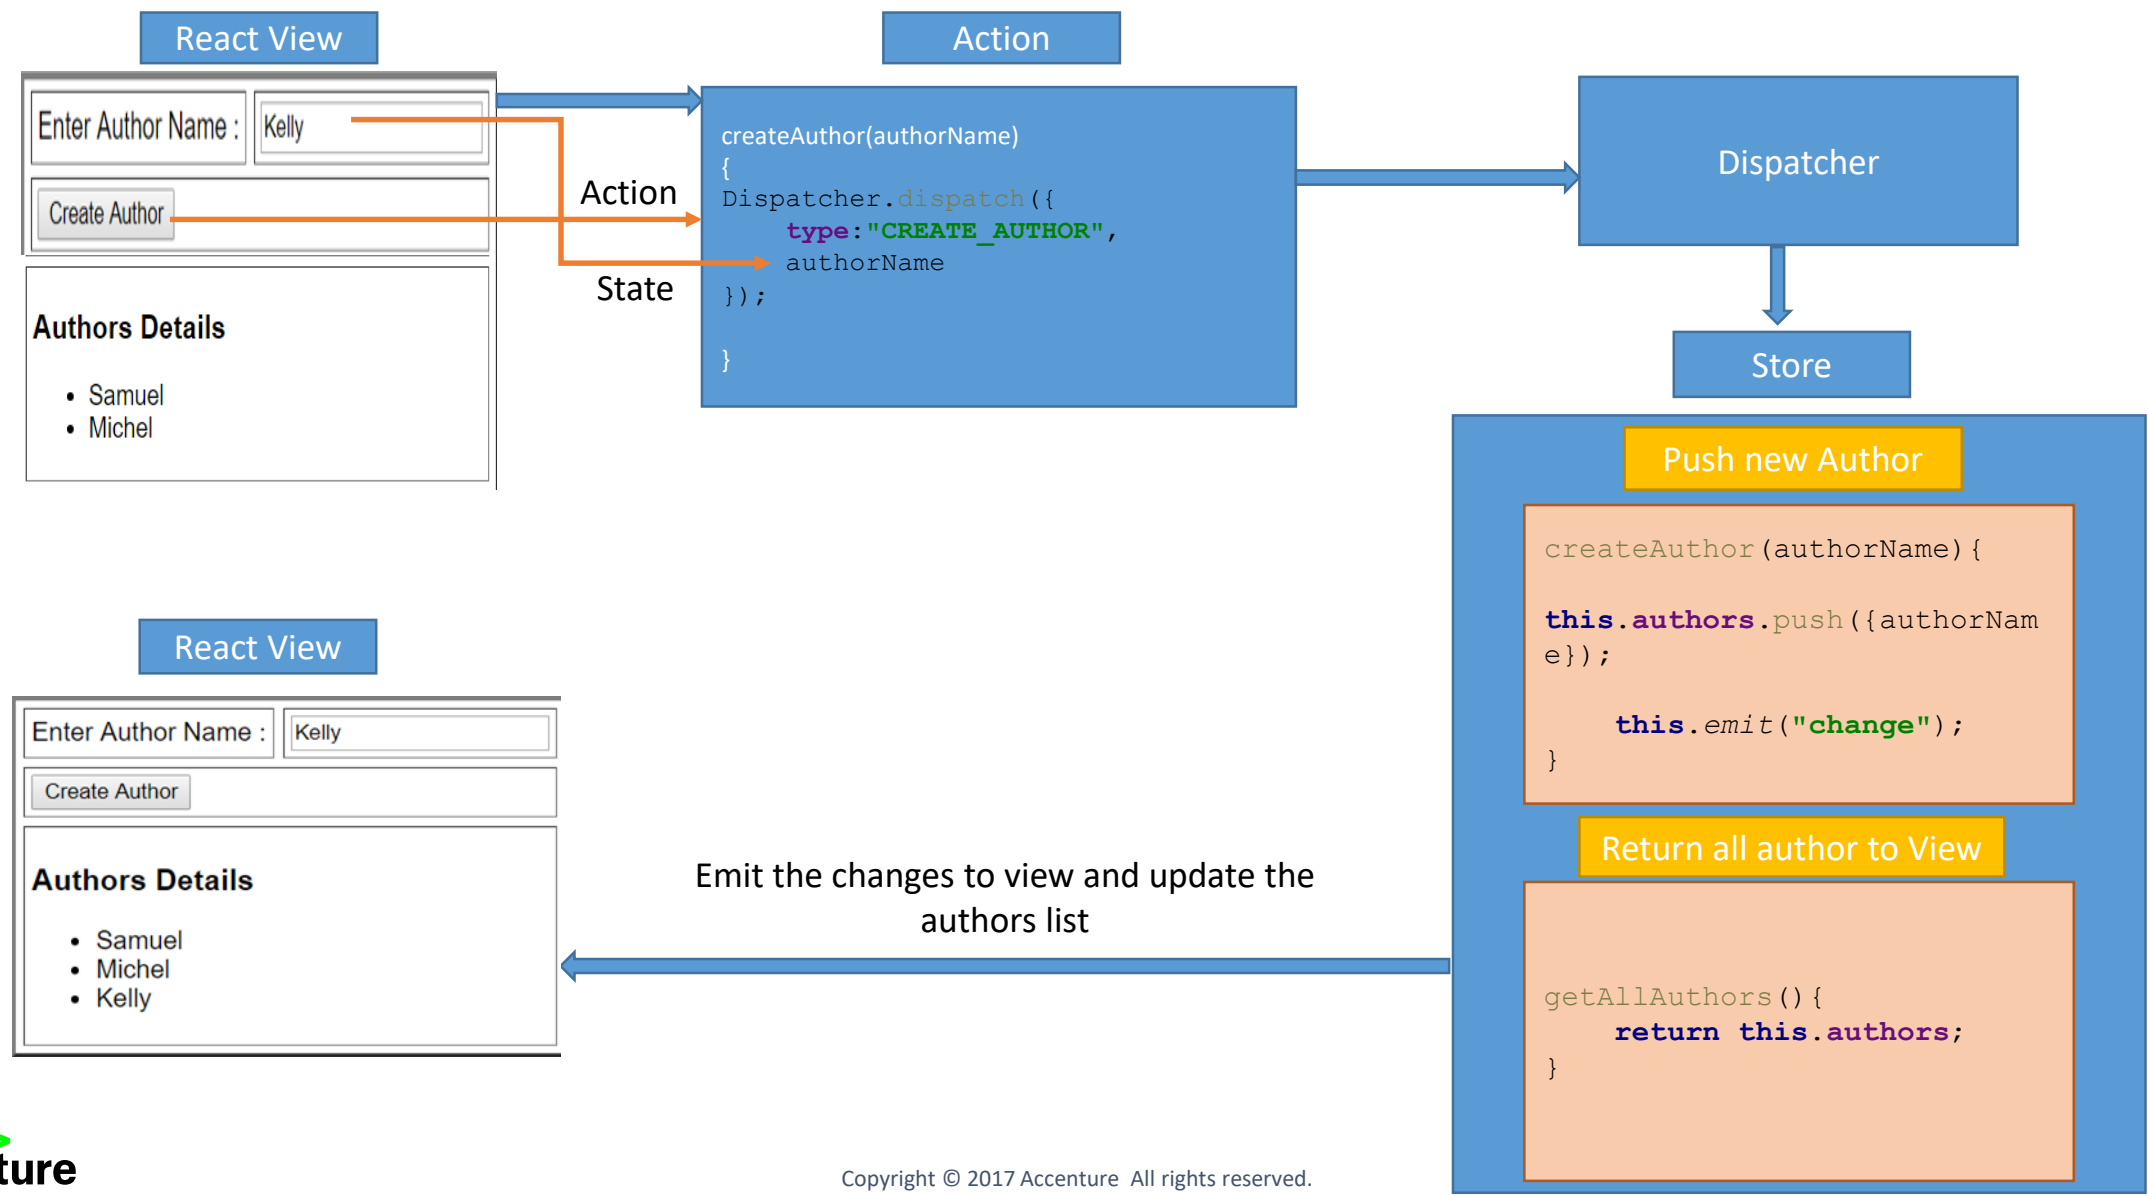 React View
Enter Author Name :
Kelly
Create Author
Authors Details
• Samuel
• Michel
Action
State
Action
createAuthor(authorName)
{
Dispatcher.dispatch({
type:"CREATE_AUTHOR",
authorName
});
}
Dispatcher
Store
Push new Author
createAuthor(authorName){
this.authors.push({authorNam
e});
this.emit("change");
}
Return all author to View
getAllAuthors(){
return this.authors;
}
Emit the changes to view and update the
authors list
React View
Enter Author Name :
Kelly
Create Author
Authors Details
• Samuel
• Michel
• Kelly
ture
Copyright © 2017 Accenture All rights reserved.